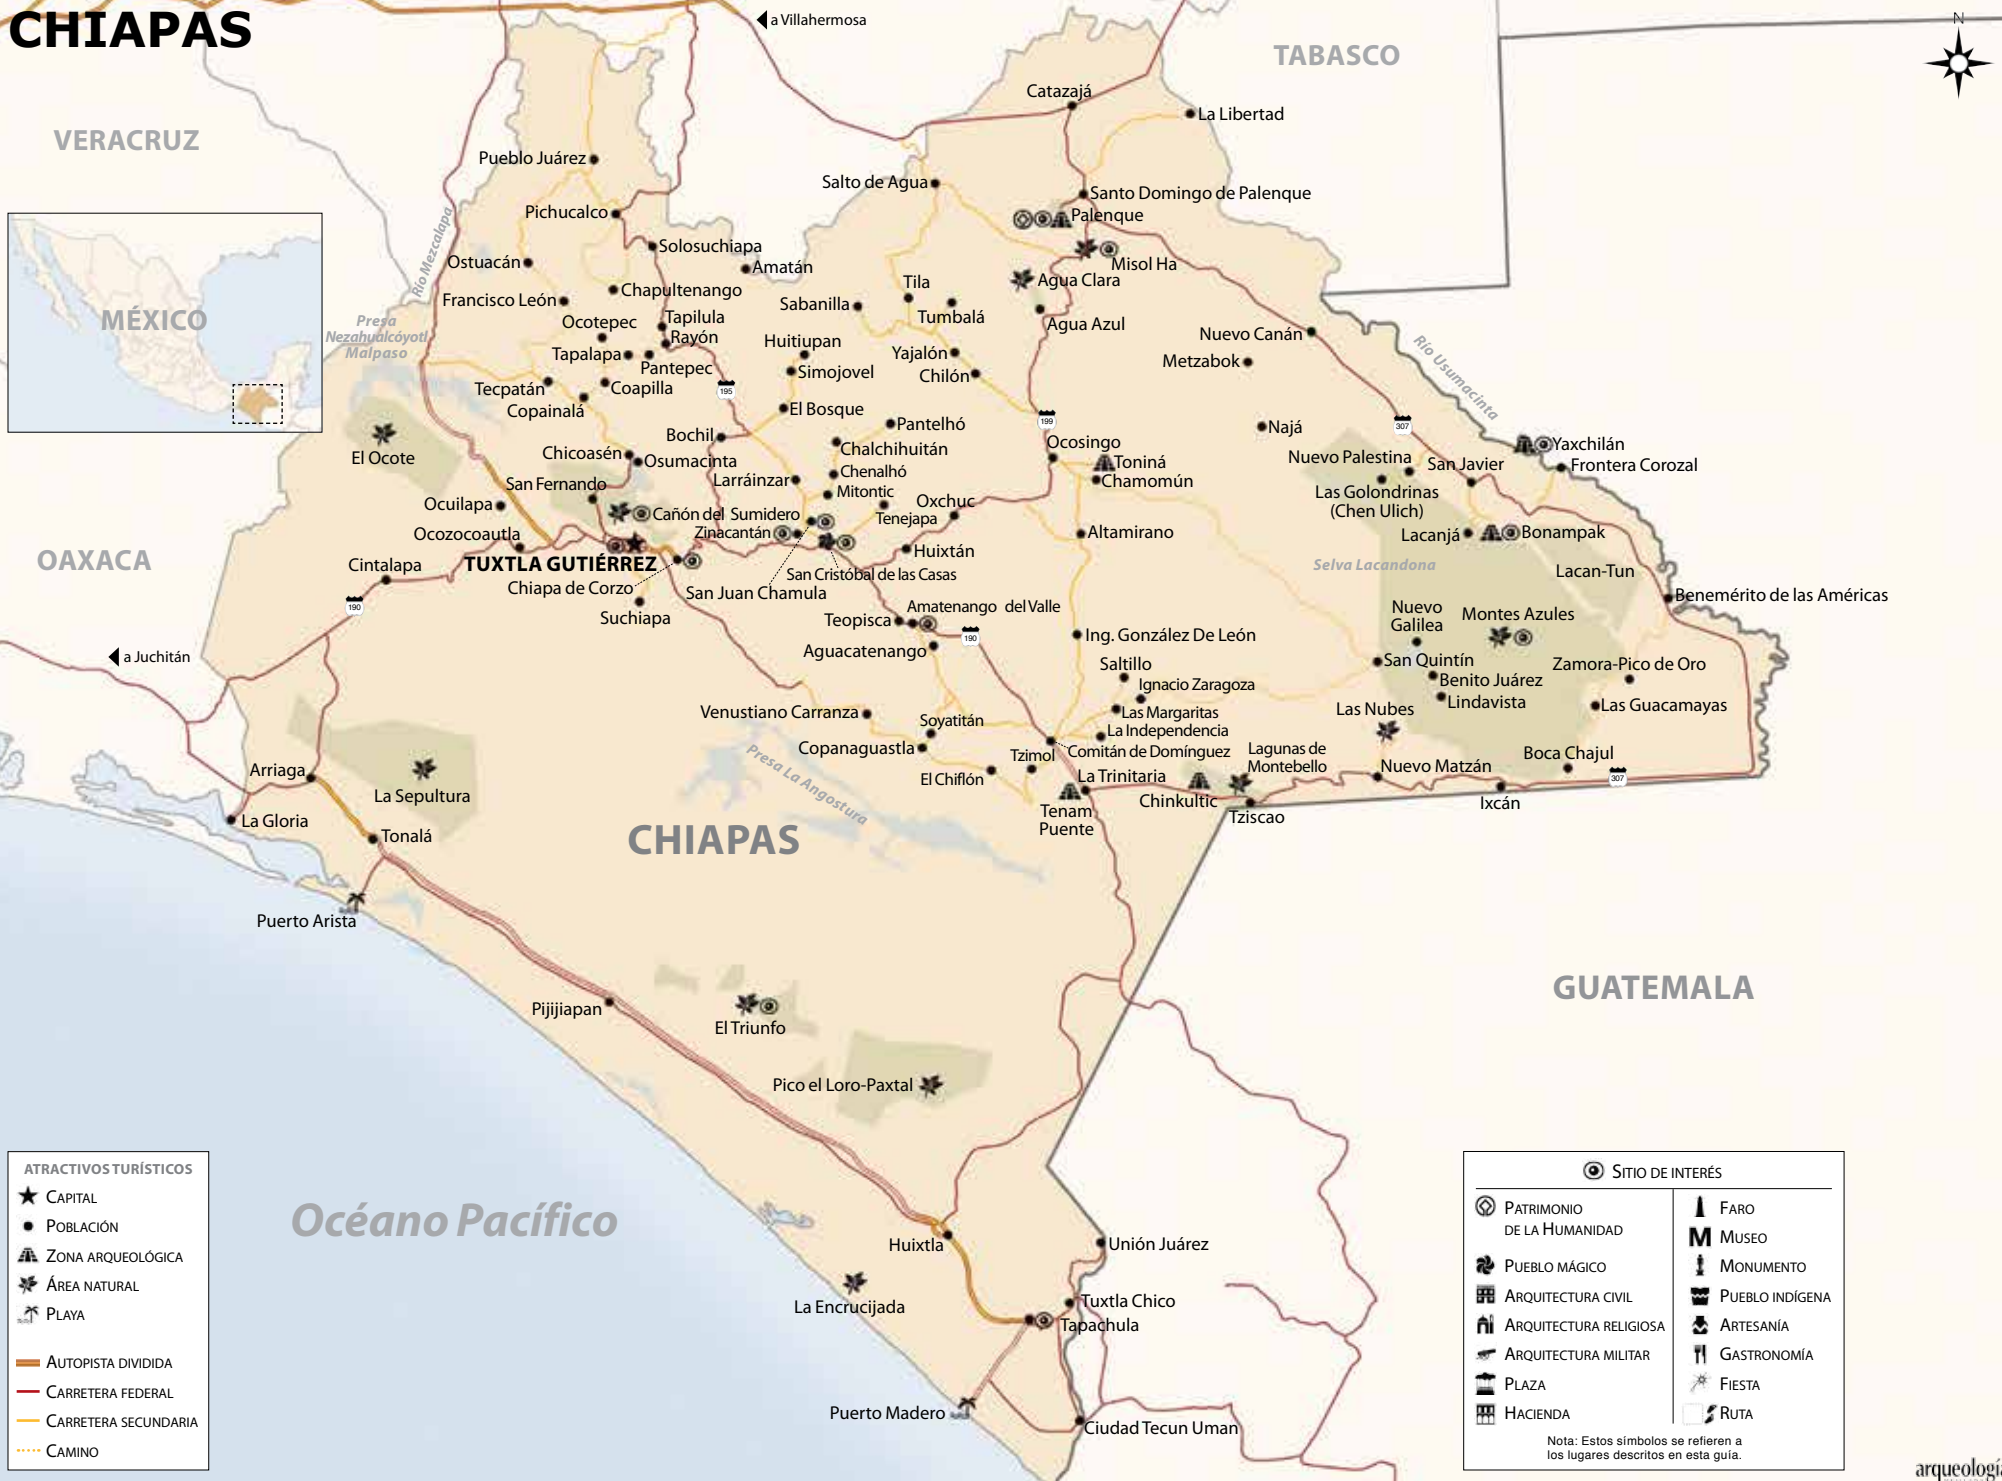 CHIAPAS
a Villahermosa
TABASCO
N
VERACRUZ
Catazajá
La Libertad
Pueblo Juárez
Salto de Agua
Santo Domingo de Palenque
Pichucalco
Palenque
Río Mezcalapa
Solosuchiapa
Ostuacán
Amatán
Misol Ha
Agua Clara
Tila
Francisco León
Chapultenango
Sabanilla
Tumbalá
MÉXICO
Presa
Nezahualcóyotl
Malpaso
Ocotepec
Tapilula
Rayón
Agua Azul
Nuevo Canán
Río Usumacinta
Huitiupan
Tapalapa
Pantepec
Yajalón
Metzabok
Simojovel
Chilón
Tecpatán
Coapilla
195
Copainalá
El Bosque
Pantelhó
199
307
Najá
El Ocote
Bochil
Chalchihuitán
Ocosingo
Yaxchilán
Chicoasén
Osumacinta
Toniná
Nuevo Palestina
San Javier
Frontera Corozal
Chenalhó
San Fernando
Larráinzar
Chamomún
Las Golondrinas
(Chen Ulich)
Mitontic
Ocuilapa
Oxchuc
Cañón del Sumidero
Tenejapa
Ocozocoautla
Zinacantán
Altamirano
Lacanjá
Bonampak
OAXACA
Huixtán
Cintalapa
TUXTLA GUTIÉRREZ
Selva Lacandona
Lacan-Tun
San Cristóbal de las Casas
Chiapa de Corzo
San Juan Chamula
Benemérito de las Américas
190
Suchiapa
Amatenango del Valle
Nuevo
Galilea
Montes Azules
Teopisca
190
Ing. González De León
Aguacatenango
a Juchitán
Saltillo
San Quintín
Zamora-Pico de Oro
Ignacio Zaragoza
Benito Juárez
Lindavista
Las Guacamayas
Venustiano Carranza
Soyatitán
Las Margaritas
Las Nubes
La Independencia
Copanaguastla
Tzimol
Comitán de Domínguez
Lagunas de
Montebello
Boca Chajul
Presa La Angostura
Arriaga
El Chiflón
La Trinitaria
Nuevo Matzán
307
La Sepultura
Chinkultic
Ixcán
La Gloria
Tenam
Puente
Tziscao
Tonalá
CHIAPAS
Puerto Arista
GUATEMALA
Pijijiapan
El Triunfo
Pico el Loro-Paxtal
Océano Pacífico
Huixtla
Unión Juárez
La Encrucijada
Tuxtla Chico
Tapachula
Puerto Madero
Ciudad Tecun Uman
ATRACTIVOS TURÍSTICOS
CAPITAL
POBLACIÓN
ZONA ARQUEOLÓGICA
ÁREA NATURAL
PLAYA
AUTOPISTA DIVIDIDA
CARRETERA FEDERAL
CARRETERA SECUNDARIA
CAMINO
SITIO DE INTERÉS
PATRIMONIO
DE LA HUMANIDAD
PUEBLO MÁGICO
ARQUITECTURA CIVIL
ARQUITECTURA RELIGIOSA
ARQUITECTURA MILITAR
PLAZA
HACIENDA
FARO
M MUSEO
MONUMENTO
PUEBLO INDÍGENA
ARTESANÍA
GASTRONOMÍA
FIESTA
RUTA
Nota: Estos símbolos se refieren a
los lugares descritos en esta guía.
arqueologí